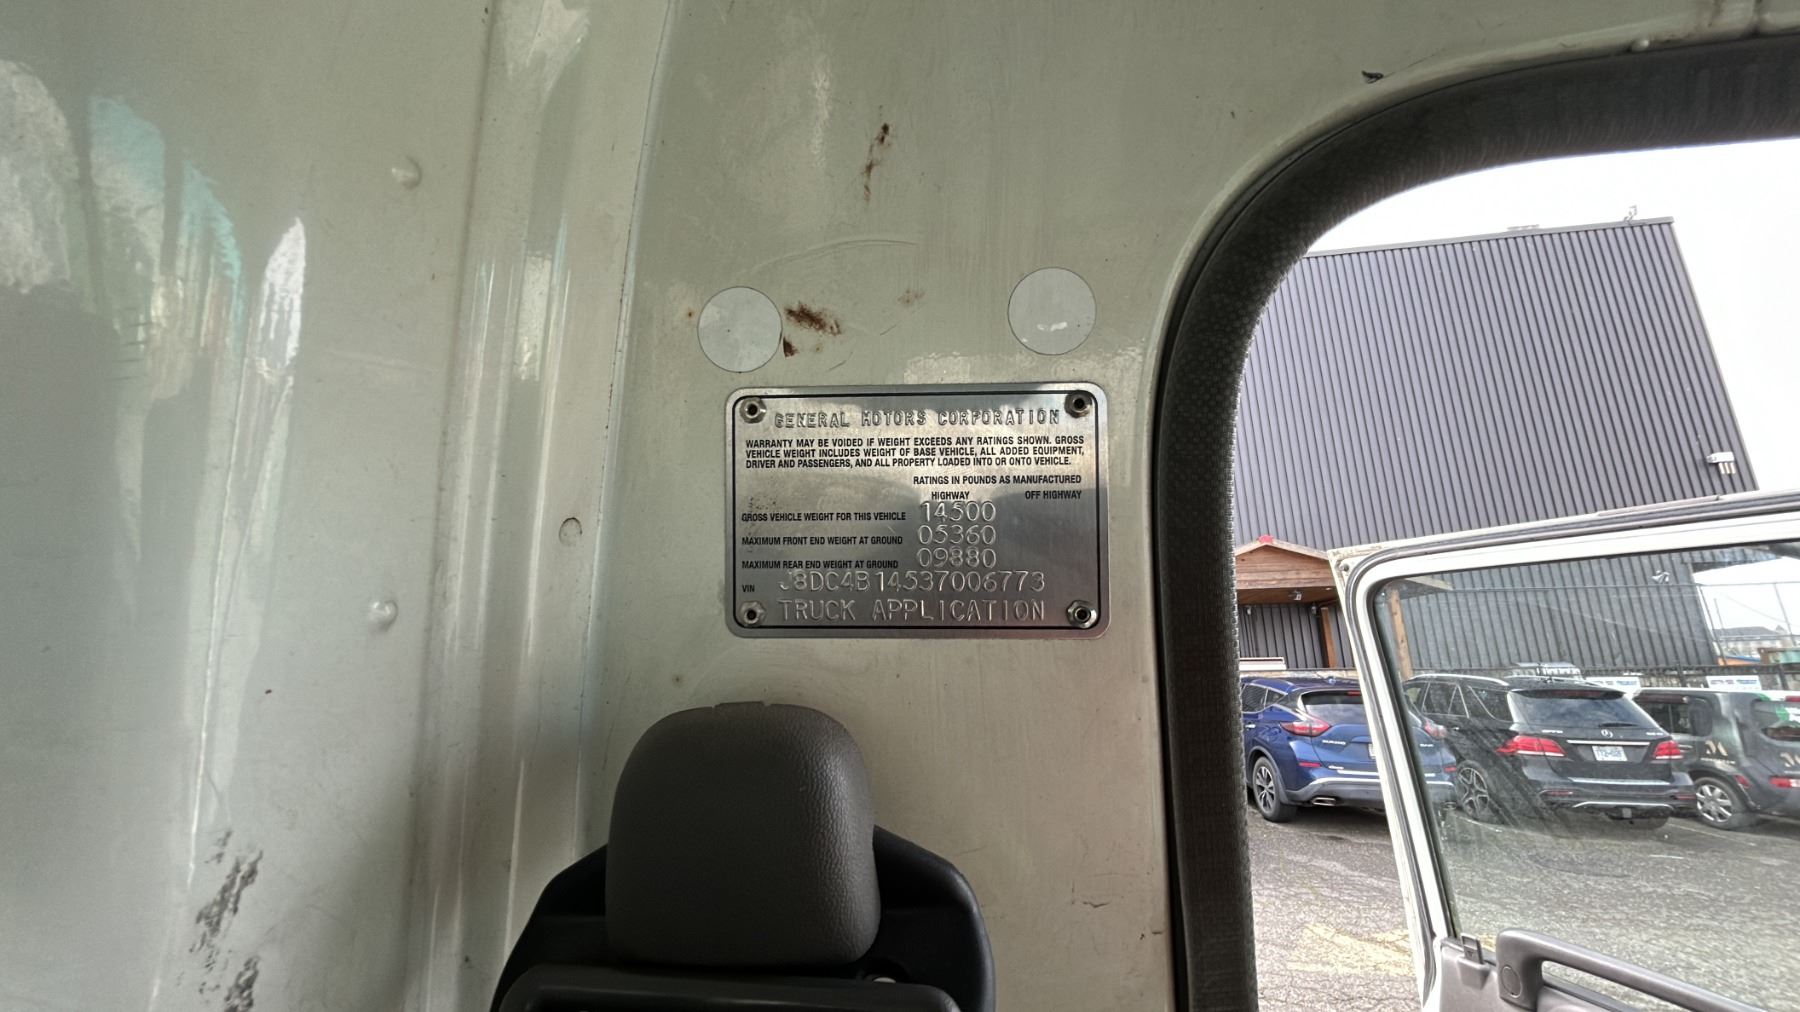 GENERAL MOTORS CORPORATION
WARRANTY MAY BE VOIDED IF WEIGHT EXCEEDS ANY RATINGS SHOWN. GROSS
VEHICLE WEIGHT INCLUDES WEIGHT OF BASE VEHICLE, ALL ADDED EQUIPMENT,
DRIVER AND PASSENGERS, AND ALL PROPERTY LOADED INTO OR ONTO VEHICLE.
RATINGS IN POUNDS AS MANUFACTURED
HIGHWAY OFF HIGHWAY
GROSS VEHICLE WEIGHT FOR THIS VEHICLE 14500
MAXIMUM FRONT END WEIGHT AT GROUND 05360
MAXIMUM REAR END WEIGHT AT GROUND 09880
VIN J8DC4B14537006773
TRUCK APPLICATION